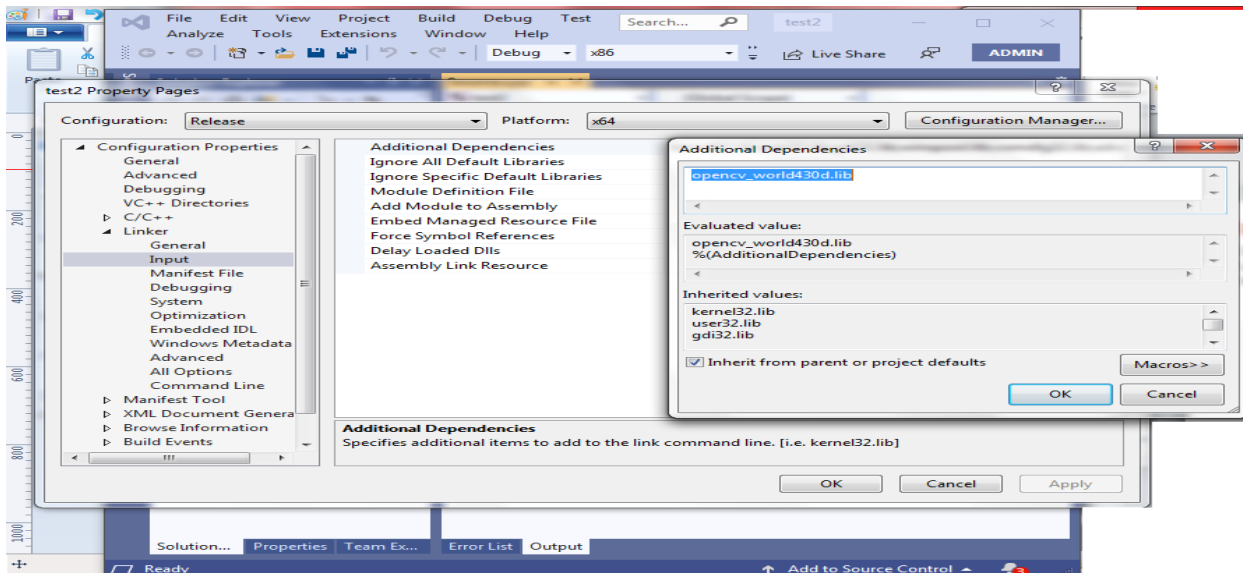 File Edit View Project Build Debug Test Search... test2
Analyze Tools Extensions Window Help
Debug x86 Live Share ADMIN
test2 Property Pages
Configuration: Release Platform: x64 Configuration Manager...
Configuration Properties
General
Advanced
Debugging
VC++ Directories
C/C++
Linker
General
Input
Manifest File
Debugging
System
Optimization
Embedded IDL
Windows Metadata
Advanced
All Options
Command Line
Manifest Tool
XML Document Genera
Browse Information
Build Events
Additional Dependencies
Ignore All Default Libraries
Ignore Specific Default Libraries
Module Definition File
Add Module to Assembly
Embed Managed Resource File
Force Symbol References
Delay Loaded Dlls
Assembly Link Resource
Additional Dependencies
Specifies additional items to add to the link command line. [i.e. kernel32.lib]
Additional Dependencies
opencv_world430d.lib
Evaluated value:
opencv_world430d.lib
%(AdditionalDependencies)
Inherited values:
kernel32.lib
user32.lib
gdi32.lib
Inherit from parent or project defaults
Macros>>
OK Cancel
OK Cancel Apply
200
400
600
800
1000
Solution... Properties Team Ex... Error List Output
Ready Add to Source Control 3